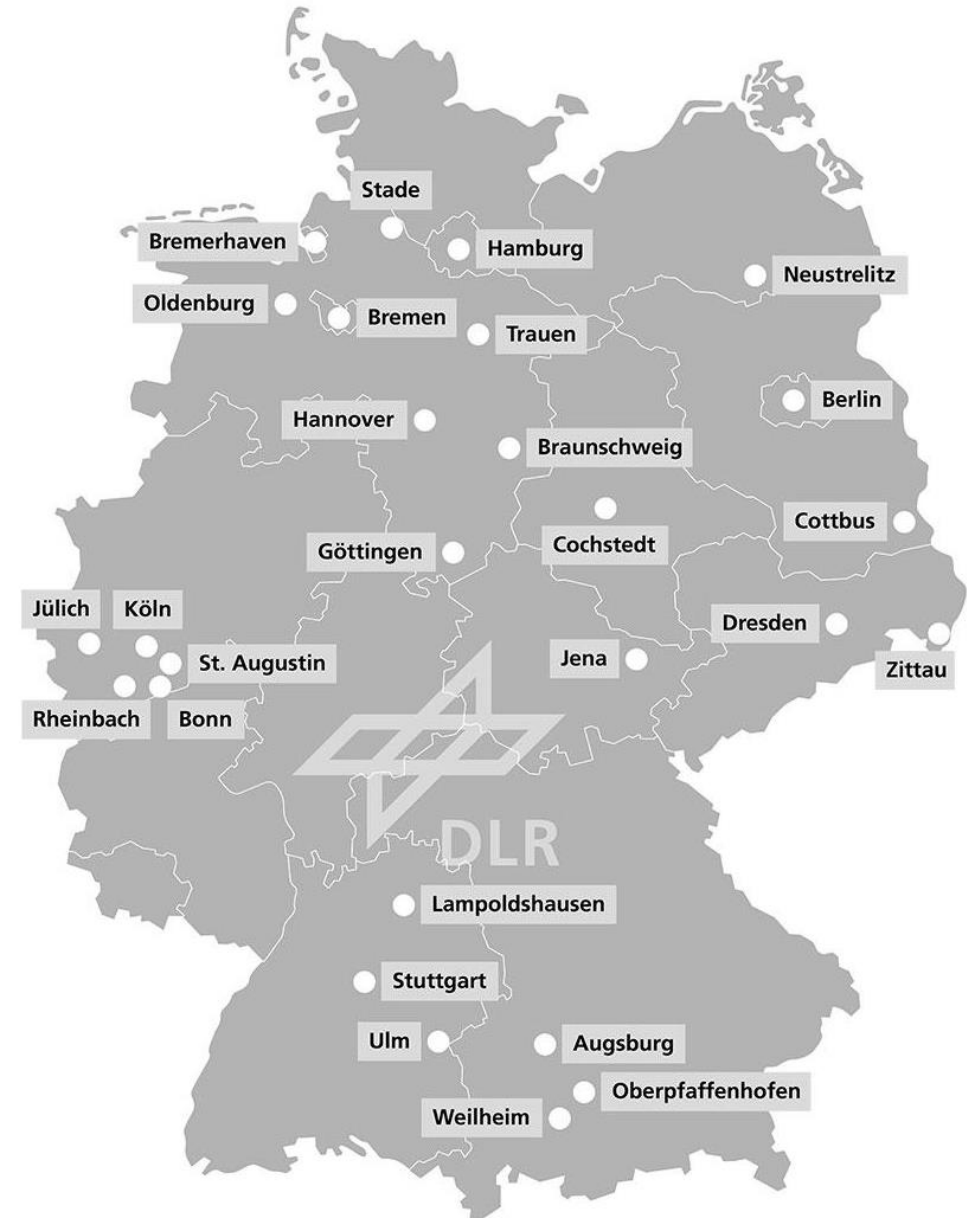 Stade
Bremerhaven
Hamburg
Neustrelitz
Oldenburg
Bremen
Trauen
Berlin
Hannover
Braunschweig
Cottbus
Göttingen
Cochstedt
Jülich
Köln
Dresden
St. Augustin
Jena
Zittau
Rheinbach
Bonn
DLR
Lampoldshausen
Stuttgart
Ulm
Augsburg
Oberpfaffenhofen
Weilheim